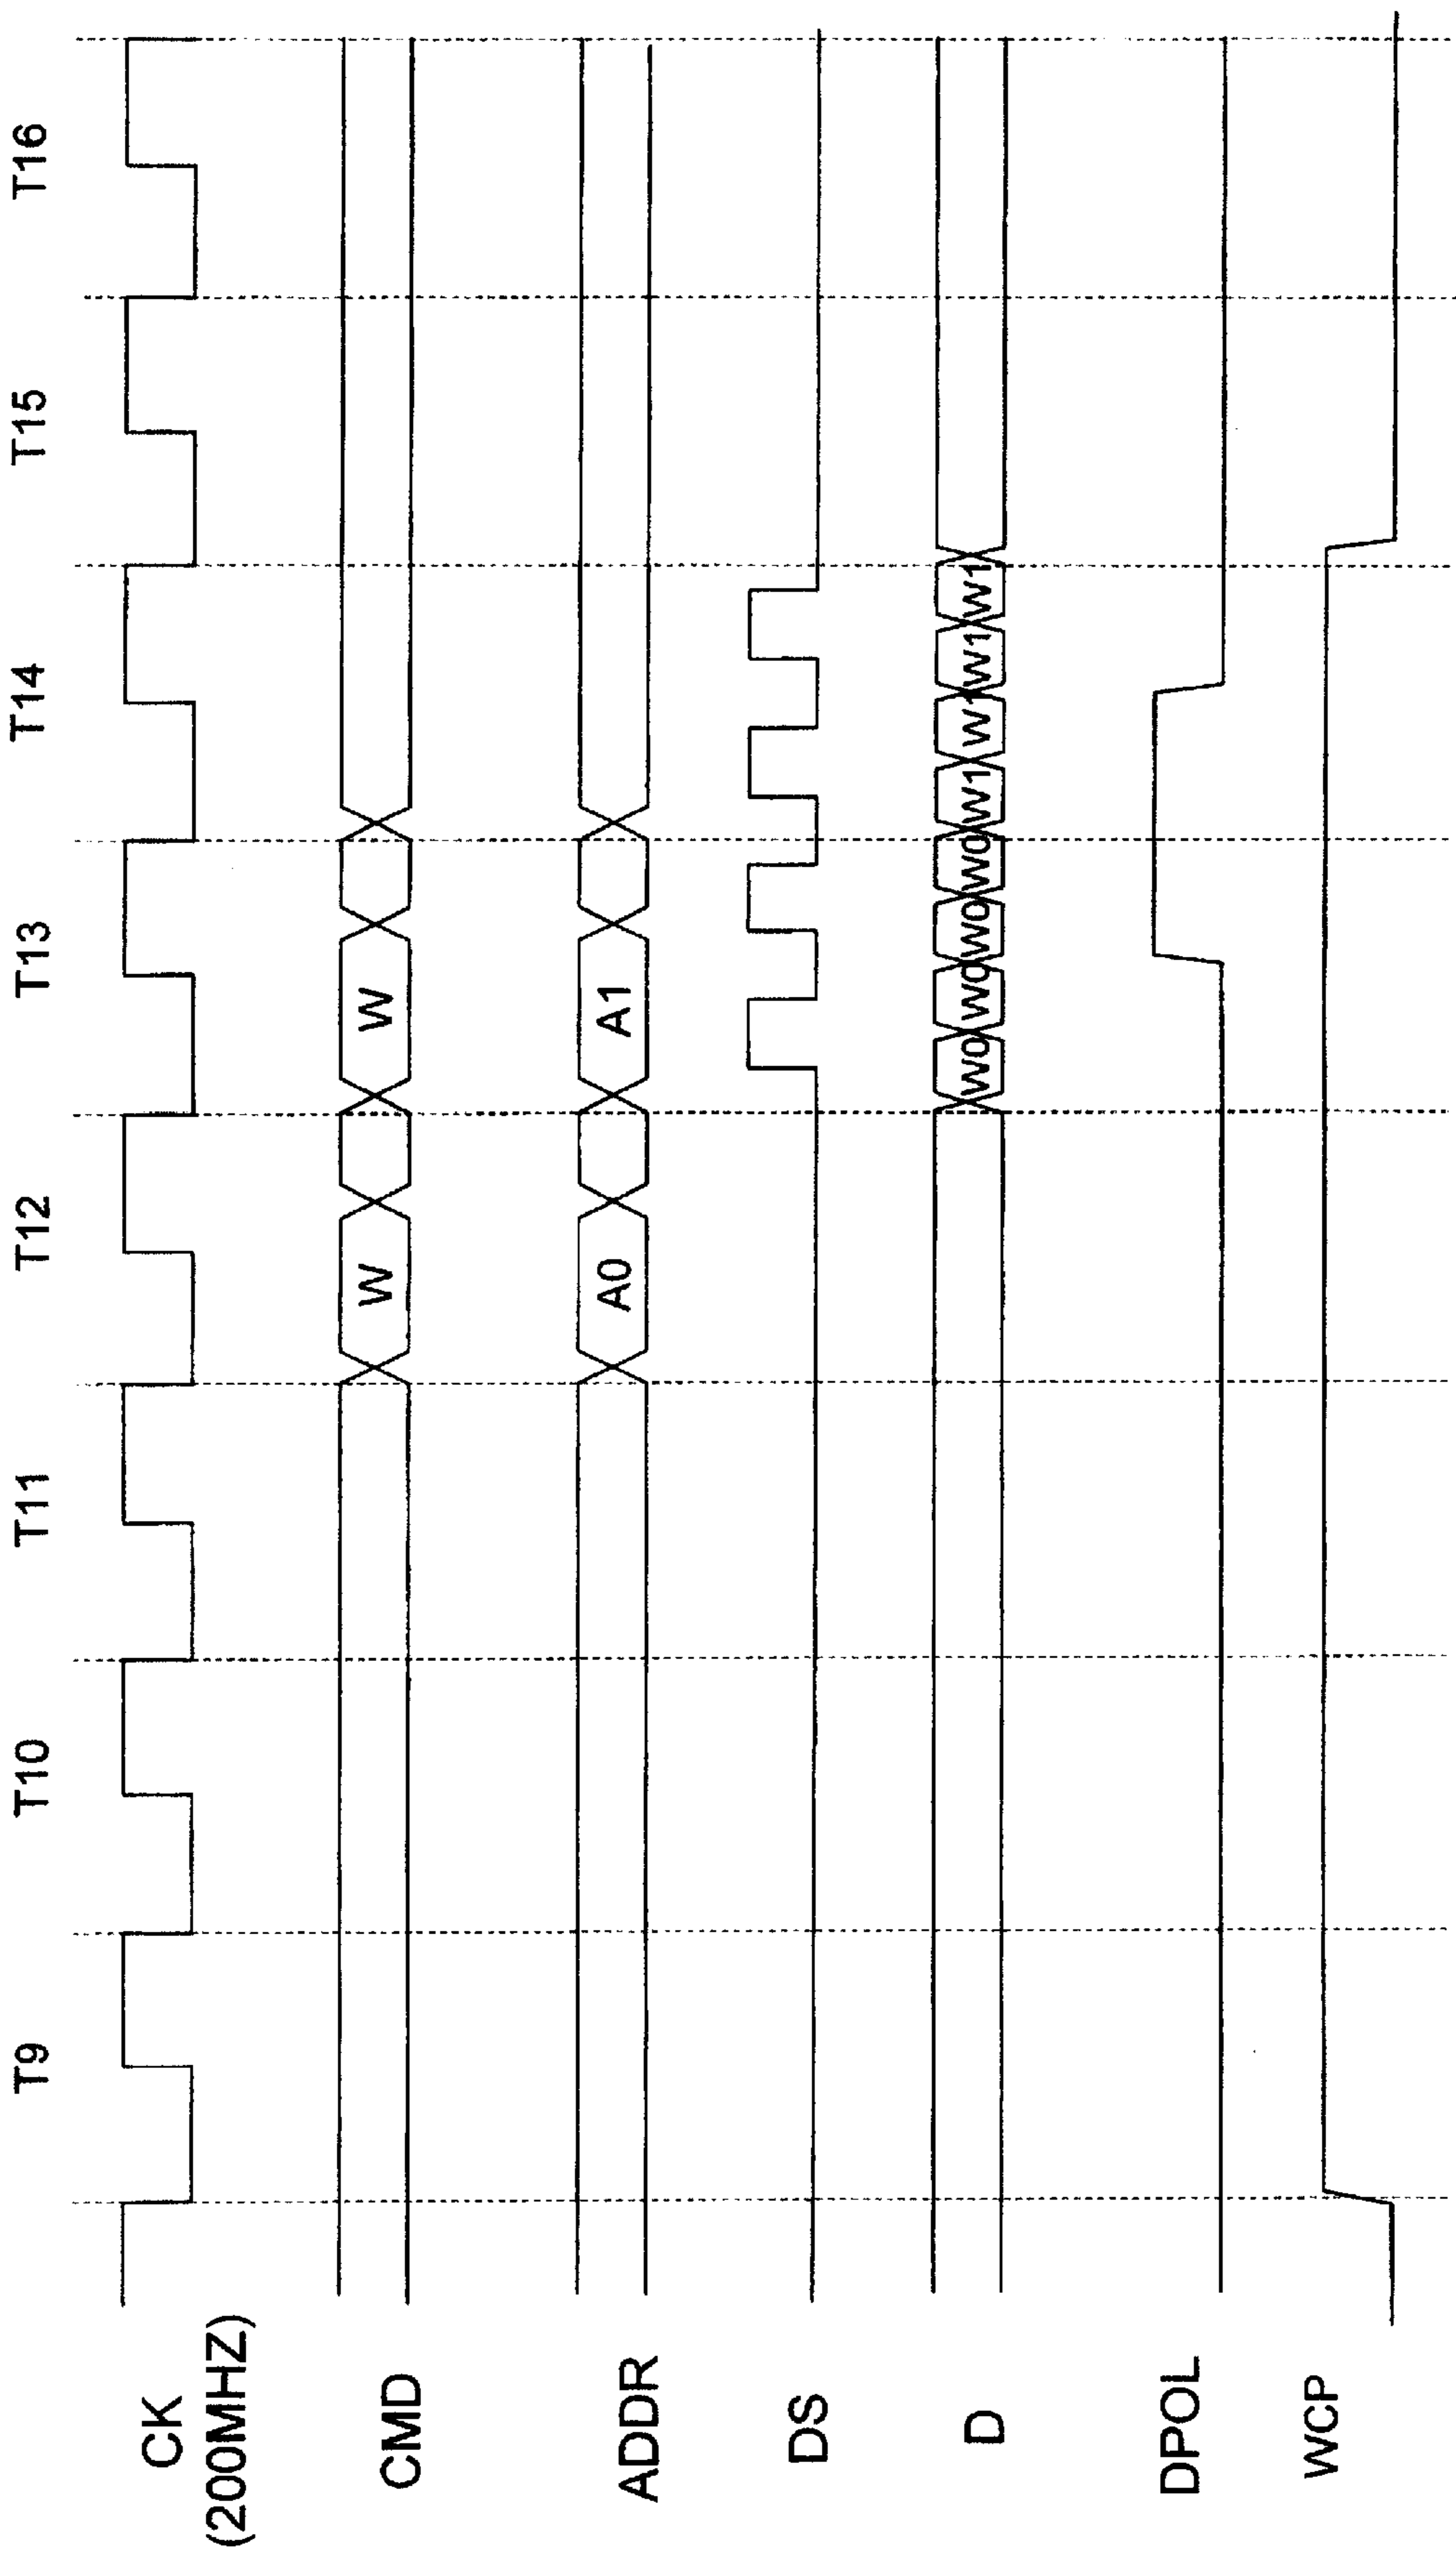 T9 T10 T11 T12 T13 T14 T15 T16
CK
(200MHZ)
CMD W W
ADDR A0 A1
DS
D W0 W0 W0 W0 W1 W1 W1 W1
DPOL
WCP